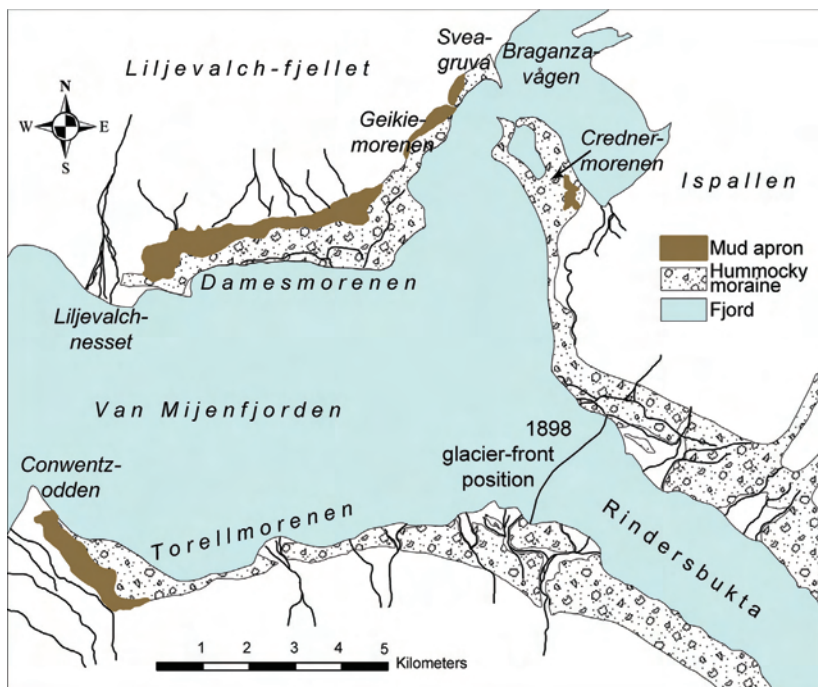 Svea-
gruva
Braganza-
vågen
Liljevalch-fjellet
N
W
E
S
Geikie-
morenen
Credner-
morenen
Ispallen
Mud apron
Hummocky
moraine
Fjord
Damesmorenen
Liljevalch-
nesset
Van Mijenfjorden
1898
glacier-front
position
Conwentz-
odden
Torellmorenen
Rindersbukta
1 2 3 4 5
Kilometers